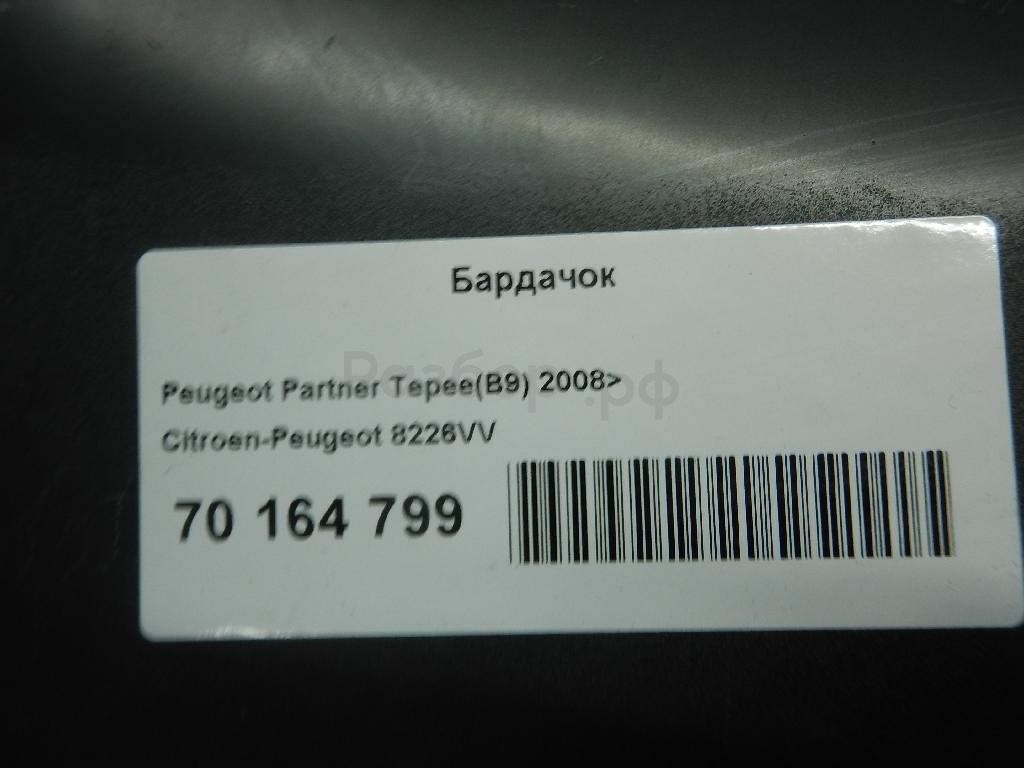 Бардачок
Peugeot Partner Tepee(B9) 2008>
Citroen-Peugeot 8226VV
70 164 799